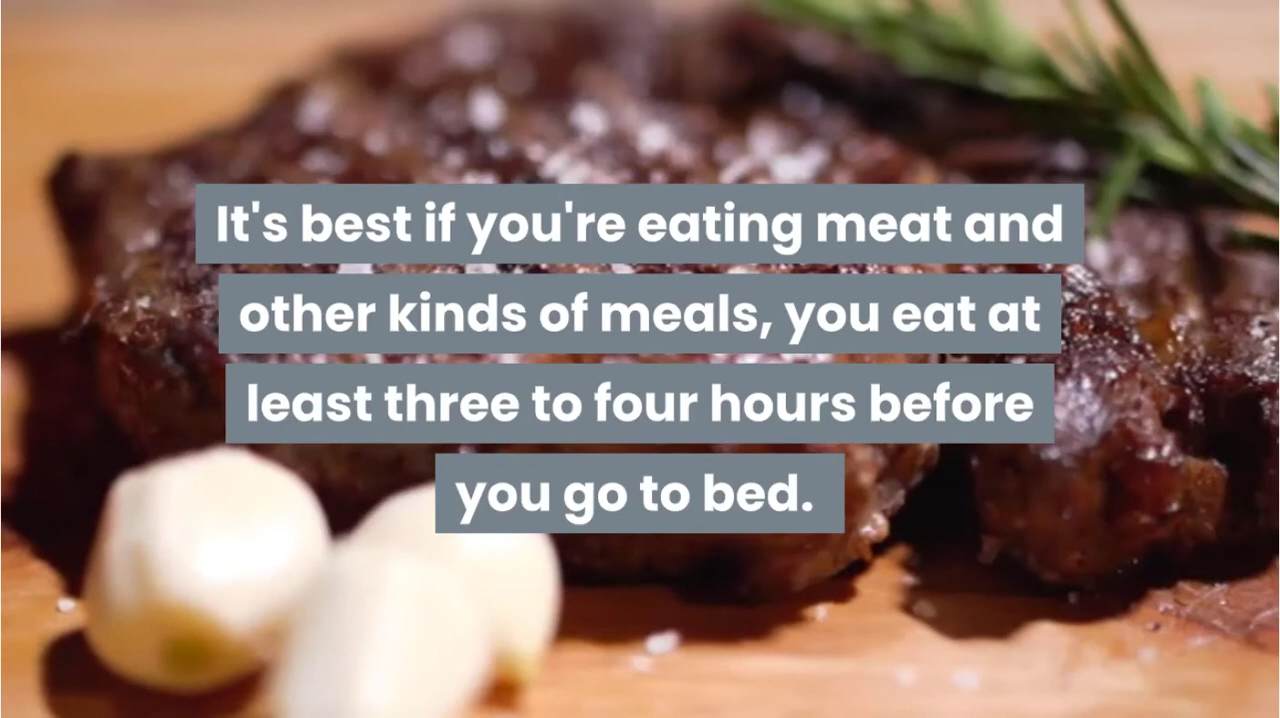 It's best if you're eating meat and
other kinds of meals, you eat at
least three to four hours before
you go to bed.